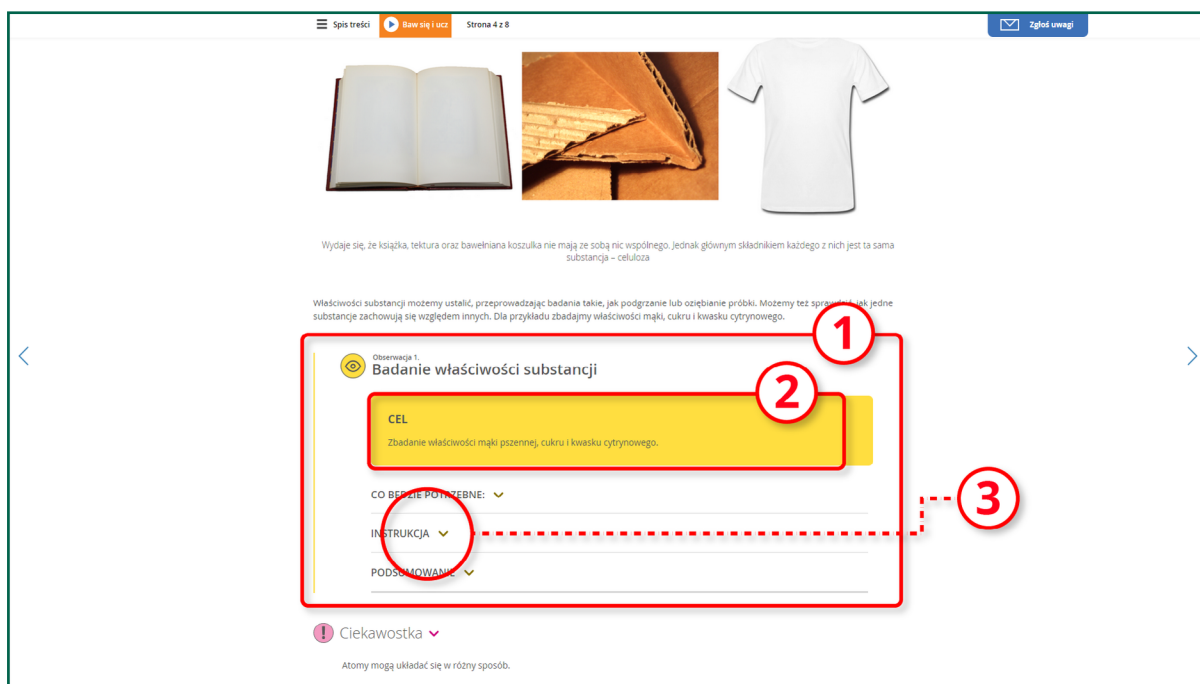 Spis treści
Baw się i ucz
Strona 4 z 8
Zgłoś uwagi
Wydaje się, że książka, tektura oraz bawełniana koszulka nie mają ze sobą nic wspólnego. Jednak głównym składnikiem każdego z nich jest ta sama
substancja – celuloza
Właściwości substancji możemy ustalić, przeprowadzając badania takie, jak podgrzanie lub oziębianie próbki. Możemy też sprawdzić, jak jedne
substancje zachowują się względem innych. Dla przykładu zbadajmy właściwości mąki, cukru i kwasku cytrynowego.
1
Obserwacja 1.
Badanie właściwości substancji
2
CEL
Zbadanie właściwości mąki pszennej, cukru i kwasku cytrynowego.
CO BĘDZIE POTRZEBNE:
3
INSTRUKCJA
PODSUMOWANIE
Ciekawostka
Atomy mogą układać się w różny sposób.